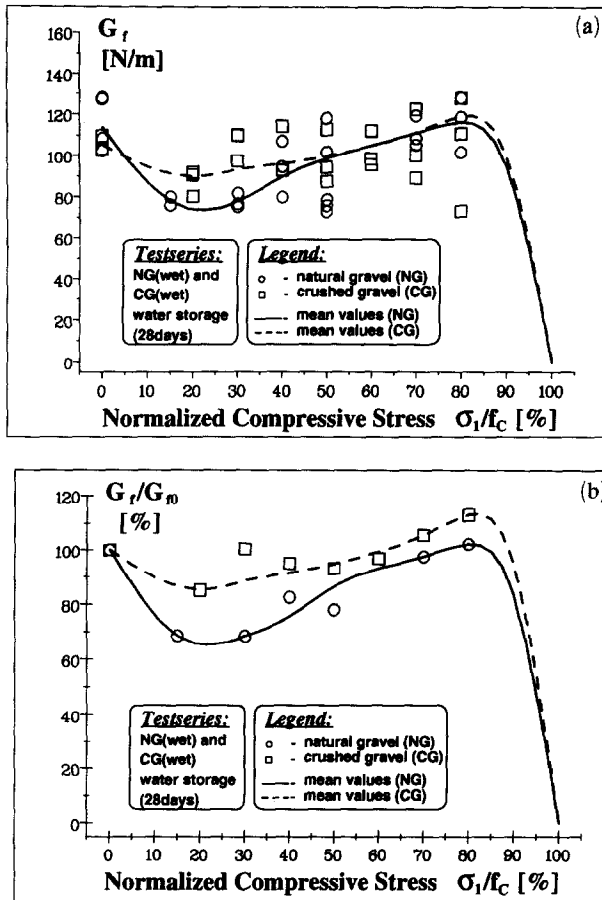 G_f
[N/m]
(a)
160
140
120
100
80
60
40
20
0
Testseries:
NG(wet) and
CG(wet)
water storage
(28days)
Legend:
○ - natural gravel (NG)
□ - crushed gravel (CG)
mean values (NG)
mean values (CG)
0 10 20 30 40 50 60 70 80 90 100
Normalized Compressive Stress σ₁/f_C [%]
G_f/G_f0
[%]
(b)
120
100
80
60
40
20
0
Testseries:
NG(wet) and
CG(wet)
water storage
(28days)
Legend:
○ - natural gravel (NG)
□ - crushed gravel (CG)
mean values (NG)
mean values (CG)
0 10 20 30 40 50 60 70 80 90 100
Normalized Compressive Stress σ₁/f_C [%]